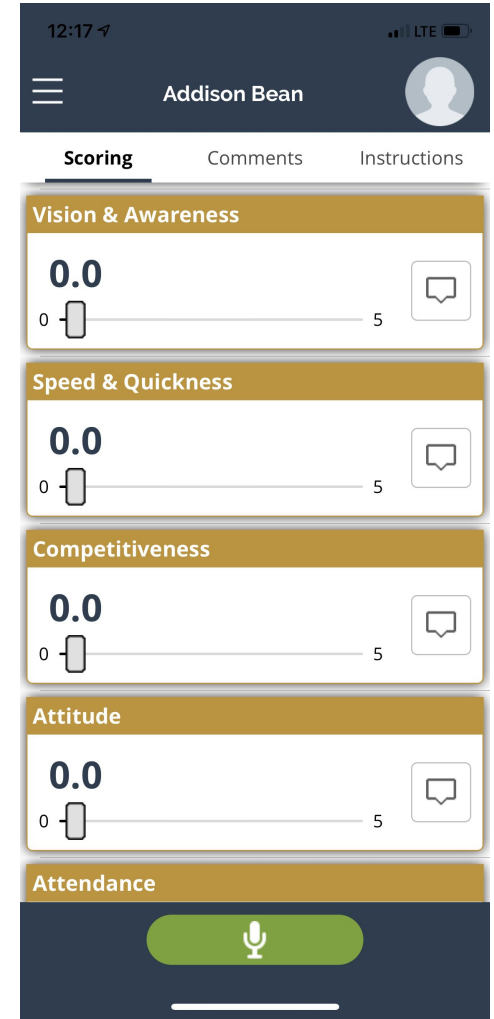 12:17 LTE
Addison Bean
Scoring Comments Instructions
Vision & Awareness
0.0
0 5
Speed & Quickness
0.0
0 5
Competitiveness
0.0
0 5
Attitude
0.0
0 5
Attendance